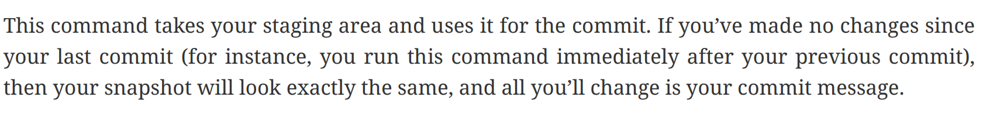 This command takes your staging area and uses it for the commit. If you’ve made no changes since
your last commit (for instance, you run this command immediately after your previous commit),
then your snapshot will look exactly the same, and all you’ll change is your commit message.